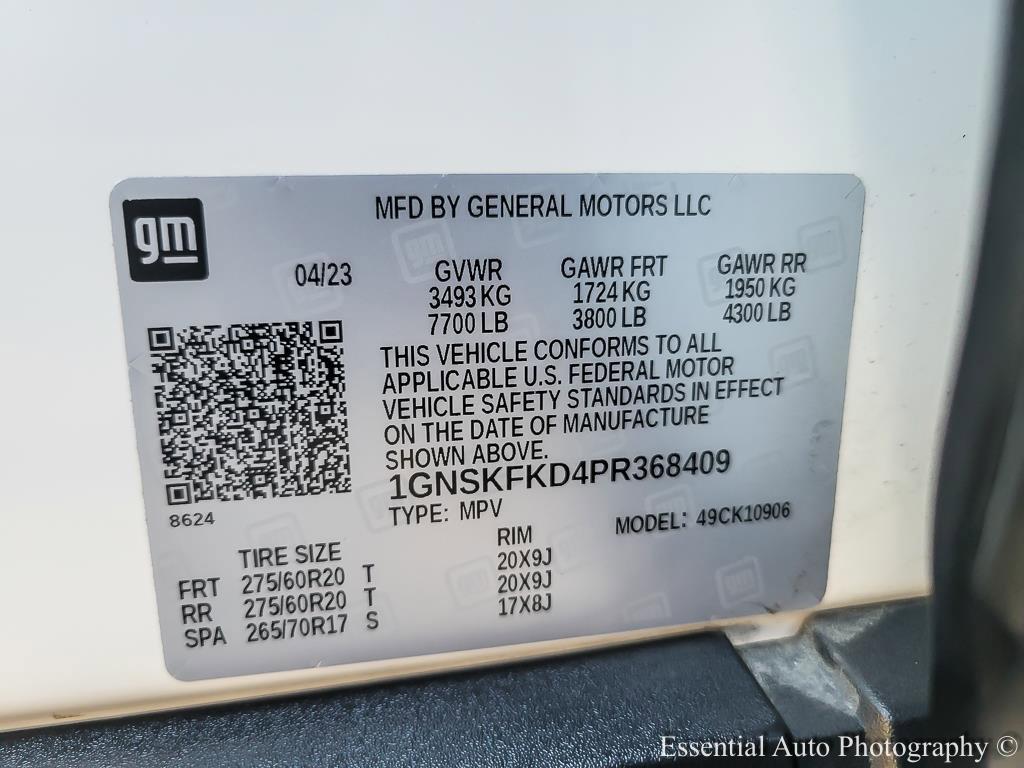 gm
MFD BY GENERAL MOTORS LLC
04/23
GVWR GAWR FRT GAWR RR
3493 KG 1724 KG 1950 KG
7700 LB 3800 LB 4300 LB
THIS VEHICLE CONFORMS TO ALL
APPLICABLE U.S. FEDERAL MOTOR
VEHICLE SAFETY STANDARDS IN EFFECT
ON THE DATE OF MANUFACTURE
SHOWN ABOVE.
1GNSKFKD4PR368409
8624
TYPE: MPV MODEL: 49CK10906
TIRE SIZE RIM
FRT 275/60R20 T 20X9J
RR 275/60R20 T 20X9J
SPA 265/70R17 S 17X8J
Essential Auto Photography ©